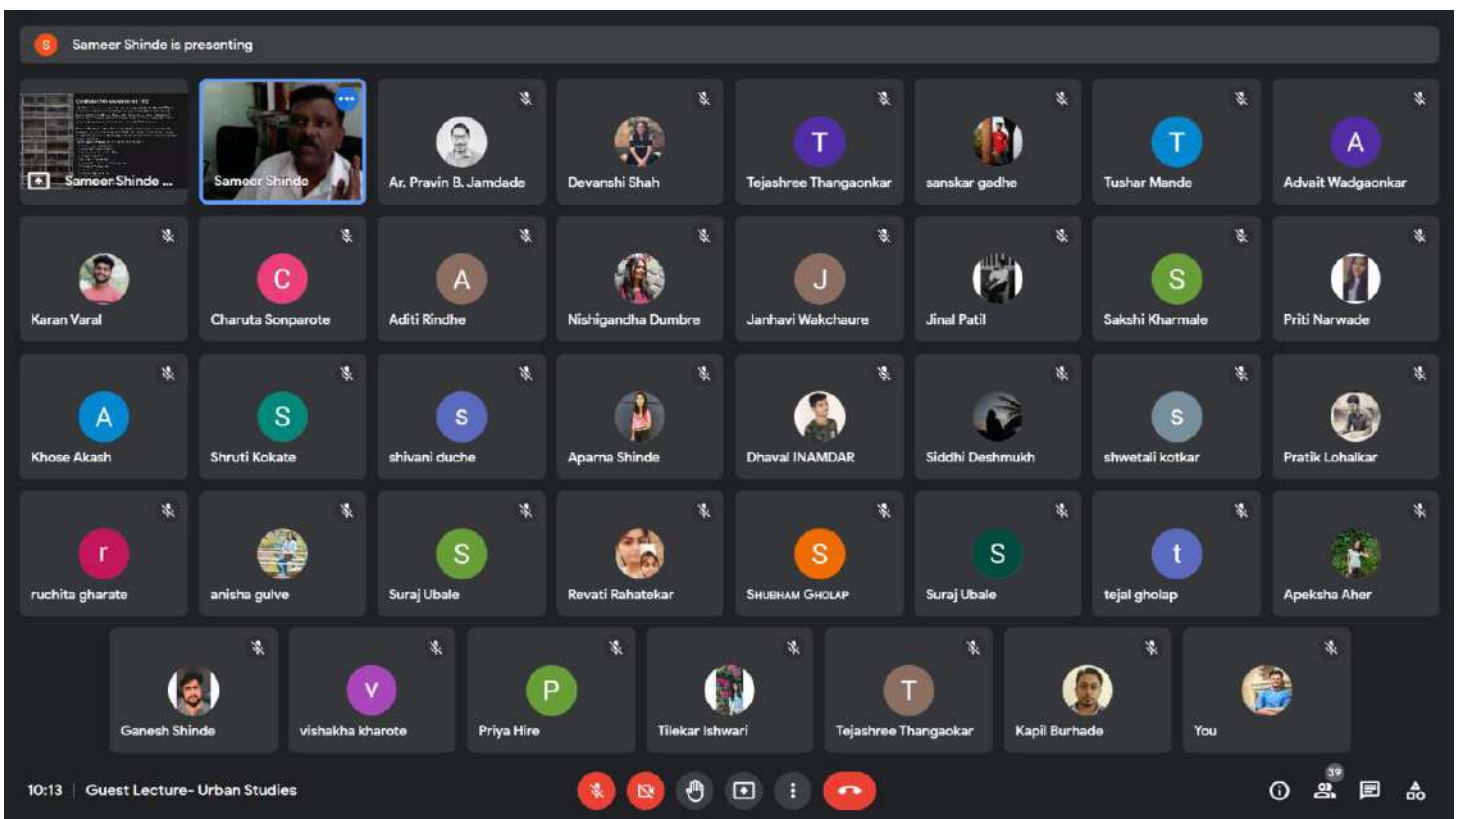 S Sameer Shinde is presenting
Sameer Shinde ...
Sameer Shinde
Ar. Pravin B. Jamdade
Devanshi Shah
T
Tejashree Thangaonkar
sanskar gadhe
T
Tushar Mande
A
Advait Wadgaonkar
Karan Varal
C
Charuta Sonparote
A
Aditi Rindhe
Nishigandha Dumbre
J
Janhavi Wakchaure
Jinal Patil
S
Sakshi Kharmale
Priti Narwade
A
Khose Akash
S
Shruti Kokate
s
shivani duche
Aparna Shinde
Dhaval INAMDAR
Siddhi Deshmukh
s
shwetali kotkar
Pratik Lohalkar
r
ruchita gharate
anisha gulve
S
Suraj Ubale
Revati Rahatekar
S
SHUBHAM GHOLAP
S
Suraj Ubale
t
tejal gholap
Apeksha Aher
Ganesh Shinde
v
vishakha kharote
P
Priya Hire
Tilekar Ishwari
T
Tejashree Thangaokar
Kapil Burhade
You
10:13 | Guest Lecture- Urban Studies
39